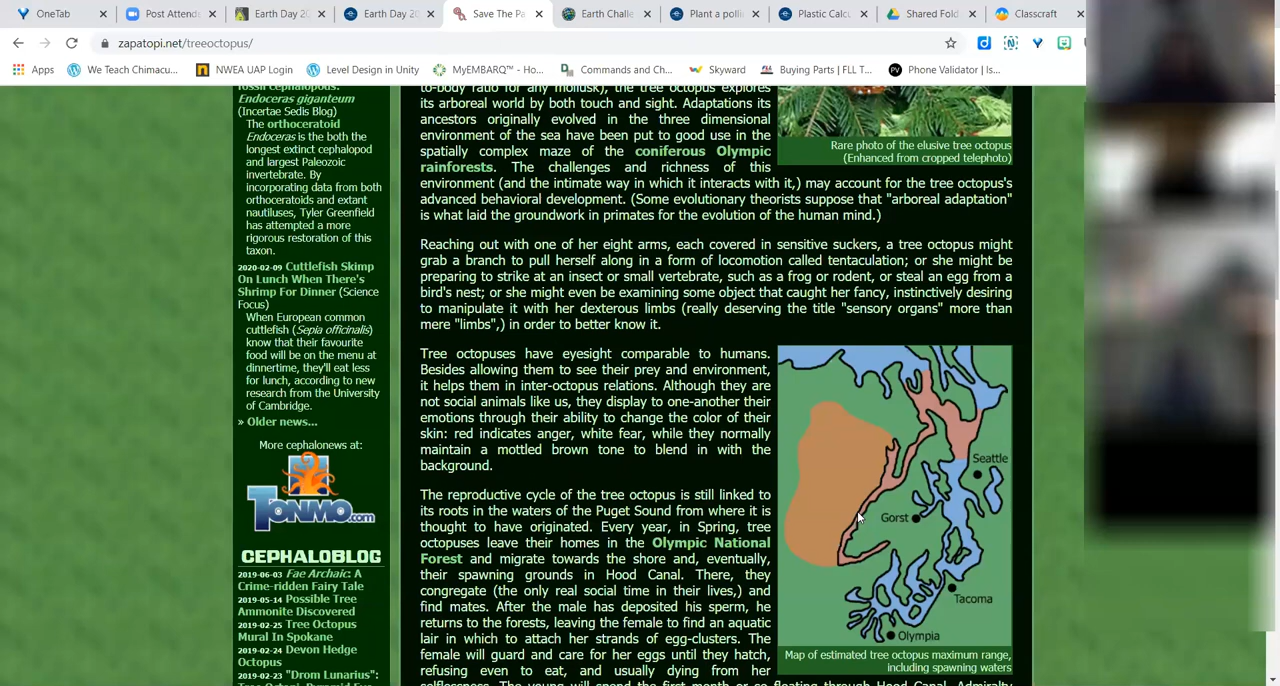 OneTab
Post Attend
Earth Day 20
Earth Day 20
Save The Pa
Earth Challe
Plant a polli
Plastic Calcu
Shared Fold
Classcraft
zapatopi.net/treeoctopus/
Apps
We Teach Chimacu...
NWEA UAP Login
Level Design in Unity
MyEMBARQ™ - Ho...
Commands and Ch...
Skyward
Buying Parts | FLL T...
Phone Validator | Is...
fossil cephalopods:
Endoceras giganteum
(Incertae Sedis Blog)
The orthoceratoid
Endoceras is the both the
longest extinct cephalopod
and largest Paleozoic
invertebrate. By
incorporating data from both
orthoceratoids and extant
nautiluses, Tyler Greenfield
has attempted a more
rigorous restoration of this
taxon.
2020-02-09 Cuttlefish Skimp
On Lunch When There's
Shrimp For Dinner (Science
Focus)
When European common
cuttlefish (Sepia officinalis)
know that their favourite
food will be on the menu at
dinnertime, they'll eat less
for lunch, according to new
research from the University
of Cambridge.
» Older news...
More cephalonews at:
TONMO.com
CEPHALOBLOG
2019-06-03 Fae Archaic: A
Crime-ridden Fairy Tale
2019-05-14 Possible Tree
Ammonite Discovered
2019-02-25 Tree Octopus
Mural In Spokane
2019-02-24 Devon Hedge
Octopus
2019-02-23 "Drom Lunarius":
to-body ratio for any mollusk), the tree octopus explores
its arboreal world by both touch and sight. Adaptations its
ancestors originally evolved in the three dimensional
environment of the sea have been put to good use in the
spatially complex maze of the coniferous Olympic
rainforests. The challenges and richness of this
environment (and the intimate way in which it interacts with it,) may account for the tree octopus's
advanced behavioral development. (Some evolutionary theorists suppose that "arboreal adaptation"
is what laid the groundwork in primates for the evolution of the human mind.)
Rare photo of the elusive tree octopus
(Enhanced from cropped telephoto)
Reaching out with one of her eight arms, each covered in sensitive suckers, a tree octopus might
grab a branch to pull herself along in a form of locomotion called tentaculation; or she might be
preparing to strike at an insect or small vertebrate, such as a frog or rodent, or steal an egg from a
bird's nest; or she might even be examining some object that caught her fancy, instinctively desiring
to manipulate it with her dexterous limbs (really deserving the title "sensory organs" more than
mere "limbs",) in order to better know it.
Tree octopuses have eyesight comparable to humans.
Besides allowing them to see their prey and environment,
it helps them in inter-octopus relations. Although they are
not social animals like us, they display to one-another their
emotions through their ability to change the color of their
skin: red indicates anger, white fear, while they normally
maintain a mottled brown tone to blend in with the
background.
The reproductive cycle of the tree octopus is still linked to
its roots in the waters of the Puget Sound from where it is
thought to have originated. Every year, in Spring, tree
octopuses leave their homes in the Olympic National
Forest and migrate towards the shore and, eventually,
their spawning grounds in Hood Canal. There, they
congregate (the only real social time in their lives,) and
find mates. After the male has deposited his sperm, he
returns to the forests, leaving the female to find an aquatic
lair in which to attach her strands of egg-clusters. The
female will guard and care for her eggs until they hatch,
refusing even to eat, and usually dying from her
selflessness. The young will spend the first month or so floating through Hood Canal, Admiralty
Seattle
Gorst
Tacoma
Olympia
Map of estimated tree octopus maximum range,
including spawning waters